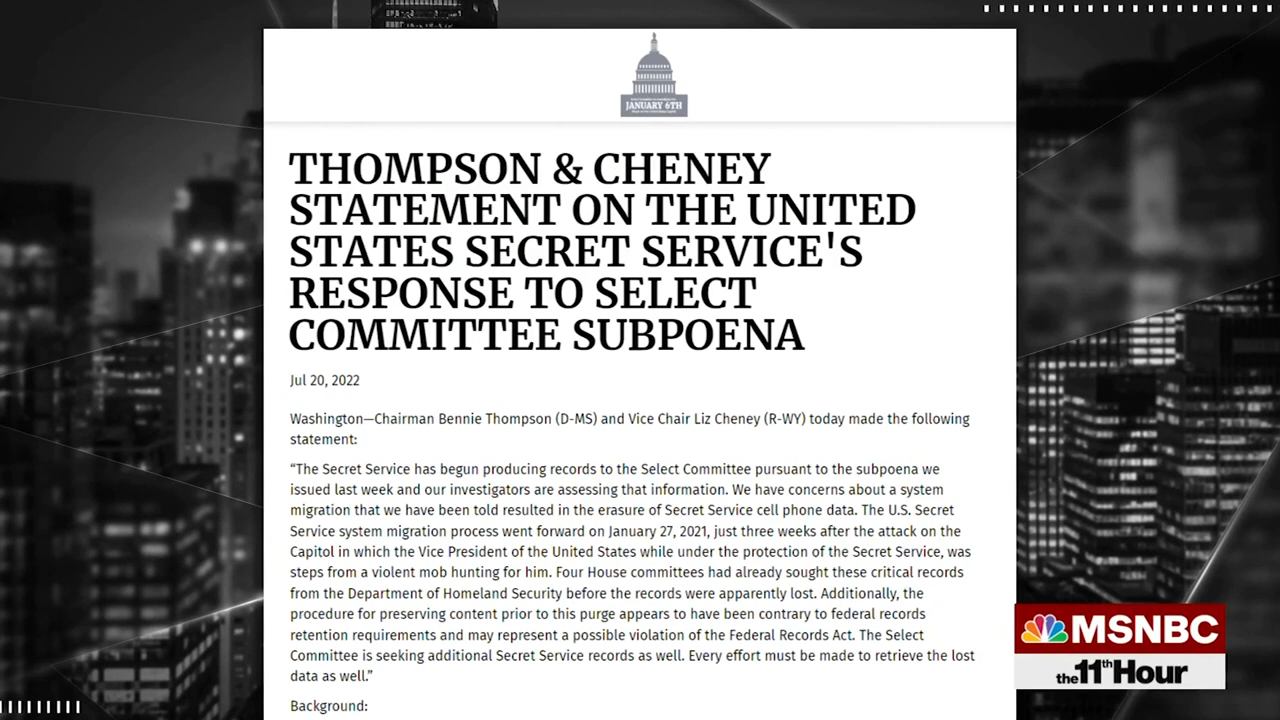 JANUARY 6TH
THOMPSON & CHENEY
STATEMENT ON THE UNITED
STATES SECRET SERVICE'S
RESPONSE TO SELECT
COMMITTEE SUBPOENA
Jul 20, 2022
Washington—Chairman Bennie Thompson (D-MS) and Vice Chair Liz Cheney (R-WY) today made the following
statement:
“The Secret Service has begun producing records to the Select Committee pursuant to the subpoena we
issued last week and our investigators are assessing that information. We have concerns about a system
migration that we have been told resulted in the erasure of Secret Service cell phone data. The U.S. Secret
Service system migration process went forward on January 27, 2021, just three weeks after the attack on the
Capitol in which the Vice President of the United States while under the protection of the Secret Service, was
steps from a violent mob hunting for him. Four House committees had already sought these critical records
from the Department of Homeland Security before the records were apparently lost. Additionally, the
procedure for preserving content prior to this purge appears to have been contrary to federal records
retention requirements and may represent a possible violation of the Federal Records Act. The Select
Committee is seeking additional Secret Service records as well. Every effort must be made to retrieve the lost
data as well.”
Background:
MSNBC
the 11th Hour